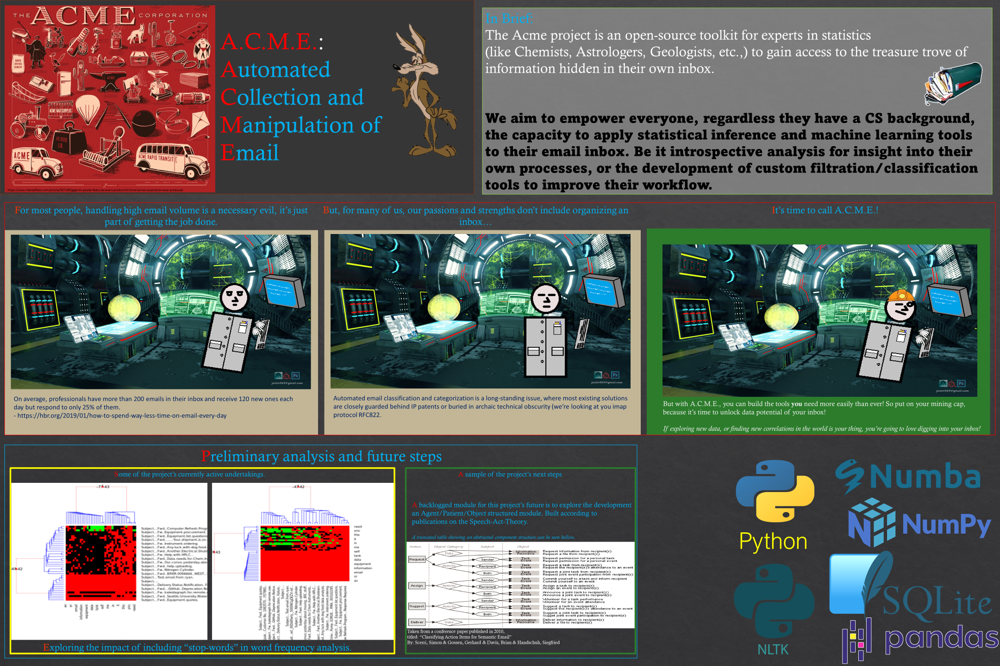 THE ACME CORPORATION
QUICK DRYING CEMENT
TORNADO KIT
ACME
ACME WAR SURPLUS
ACME
10,000 LB.
ACME
ACME RAPID TRANSIT
https://www.mentalfloss.com/article/567190/gigantic-poster-features-every-product-fictional-acme-corporation-ever-produced
A.C.M.E.:
Automated
Collection and
Manipulation of
Email
In Brief:
The Acme project is an open-source toolkit for experts in statistics
(like Chemists, Astrologers, Geologists, etc.,) to gain access to the treasure trove of
information hidden in their own inbox.
We aim to empower everyone, regardless they have a CS background,
the capacity to apply statistical inference and machine learning tools
to their email inbox. Be it introspective analysis for insight into their
own processes, or the development of custom filtration/classification
tools to improve their workflow.
For most people, handling high email volume is a necessary evil, it's just
part of getting the job done.
Ps
jestin969@gmail.com
On average, professionals have more than 200 emails in their inbox and receive 120 new ones each
day but respond to only 25% of them.
- https://hbr.org/2019/01/how-to-spend-way-less-time-on-email-every-day
But, for many of us, our passions and strengths don't include organizing an
inbox…
Ps
jestin969@gmail.com
Automated email classification and categorization is a long-standing issue, where most existing solutions
are closely guarded behind IP patents or buried in archaic technical obscurity (we're looking at you imap
protocol RFC822.
It's time to call A.C.M.E.!
Ps
jestin969@gmail.com
But with A.C.M.E., you can build the tools you need more easily than ever! So put on your mining cap,
because it's time to unlock data potential of your inbox!
If exploring new data, or finding new correlations in the world is your thing, you're going to love digging into your inbox!
Preliminary analysis and future steps
Some of the project's currently active undertakings.
-77.43
Subject...Fwd..Computer.Refresh.Progr
Subject...Fw..Equipment.procurement.
Subject...Fwd..Equipment.list.questions
Subject...Fwd........Your.shipment.is.on.
Subject...Fw..Instrument.ordering.
Subject...Fwd..Any.luck.with.dog.food.
Subject...Fwd..Another.Electrical.Shutd
Subject...Fw..Help.with.HPLC...
Subject...Fwd..Data.needs.for.Chem.Inst
Subject...Fw..Our.convo.yesterday.abo
Subject...Fwd..help.uploading.
Subject...Fw..Nitrogen.Cylinder.
Subject...Fwd..BRKR.0094444..WEST...
Subject...Test.email.from.ryan.
Subject....
Subject...Delivery.Status.Notification..F
Subject...Fwd..GitHub..Deprecation.No
Subject...Fw..kaleidagraph.for.remote.u
Subject...Fwd..Seattle.University.Water
Subject...Fwd..Equipment.quotes.
47.42
as
or
email
information
equipment
data
tank
self
me
in
it
this
you
need
-47.42
need
you
this
it
in
me
self
tank
data
equipment
information
email
or
as
Exploring the impact of including "stop-words" in word frequency analysis.
A sample of the project's next steps
A backlogged module for this project's future is to explore the development
an Agent/Patient/Object structured module. Built according to
publications on the Speech-Act-Theory.
A truncated table showing an abstracted component structure can be seen bellow.
Action Object Category Subject Object
Request
Data
Information
Resource
Request information from recipient(s)
Request a file from recipient(s)
Activity
Sender
Task
Event
Request permission for a personal task
Request permission for a personal event
Recipient
Task
Event
Request a task from recipient(s)
Request the recipient(s)'s attendance to an event
Both
Task
Event
Request a joint task from recipient(s)
Request joint event participation from recipient(s)
Assign
Activity
Sender
Task
Event
Commit yourself to a task and inform recipient
Commit yourself to an event
Recipient
Task
Event
Assign a task to recipient(s)
Assign an event to recipient(s)
Both
Task
Event
Announce a joint task to recipient(s)
Announce a joint event to recipient(s)
Suggest
Activity
Sender
Task
Event
Volunteer for a task performance
Volunteer for an event attendance
Recipient
Task
Event
Suggest a task to recipient(s)
Suggest the recipient(s)'s attendance to an event
Both
Task
Event
Suggest a joint task to recipient(s)
Sugget joint event participation to recipient(s)
Deliver
Data
Information
Resource
Deliver information to recipient(s)
Deliver a file to recipient(s)
Taken from a conference paper published in 2010,
titled: "Classifying Action Items for Semantic Email"
By: Scerri, Simon & Gossen, Gerhard & Davis, Brian & Handschuh, Siegfried
Python
Numba
NumPy
NLTK
SQLite
pandas